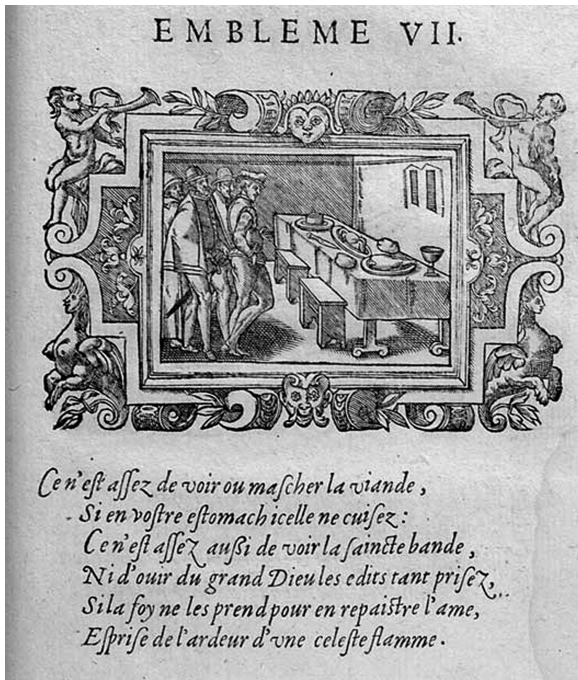 EMBLEME VII.
Ce n'eſt aſſez de voir ou maſcher la viande,
Si en voſtre eſtomach icelle ne cuiſez:
Ce n'eſt aſſez auſſi de voir la ſaincte bande,
Ni d'ouir du grand Dieu les edits tant priſez,
Si la foy ne les prend pour en repaiſtre l'ame,
Eſpriſe de l'ardeur d'vne celeſte flamme.